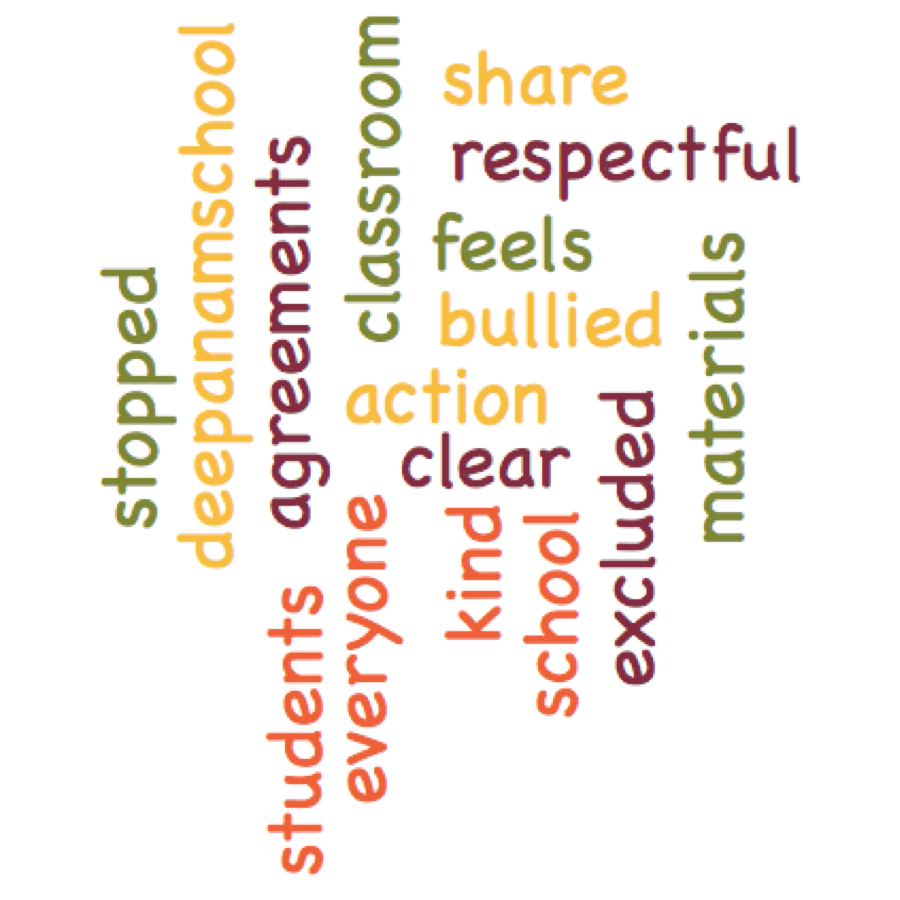 stopped
deepanamschool
agreements
classroom
share
respectful
feels
bullied
materials
action
clear
excluded
students
everyone
kind
school